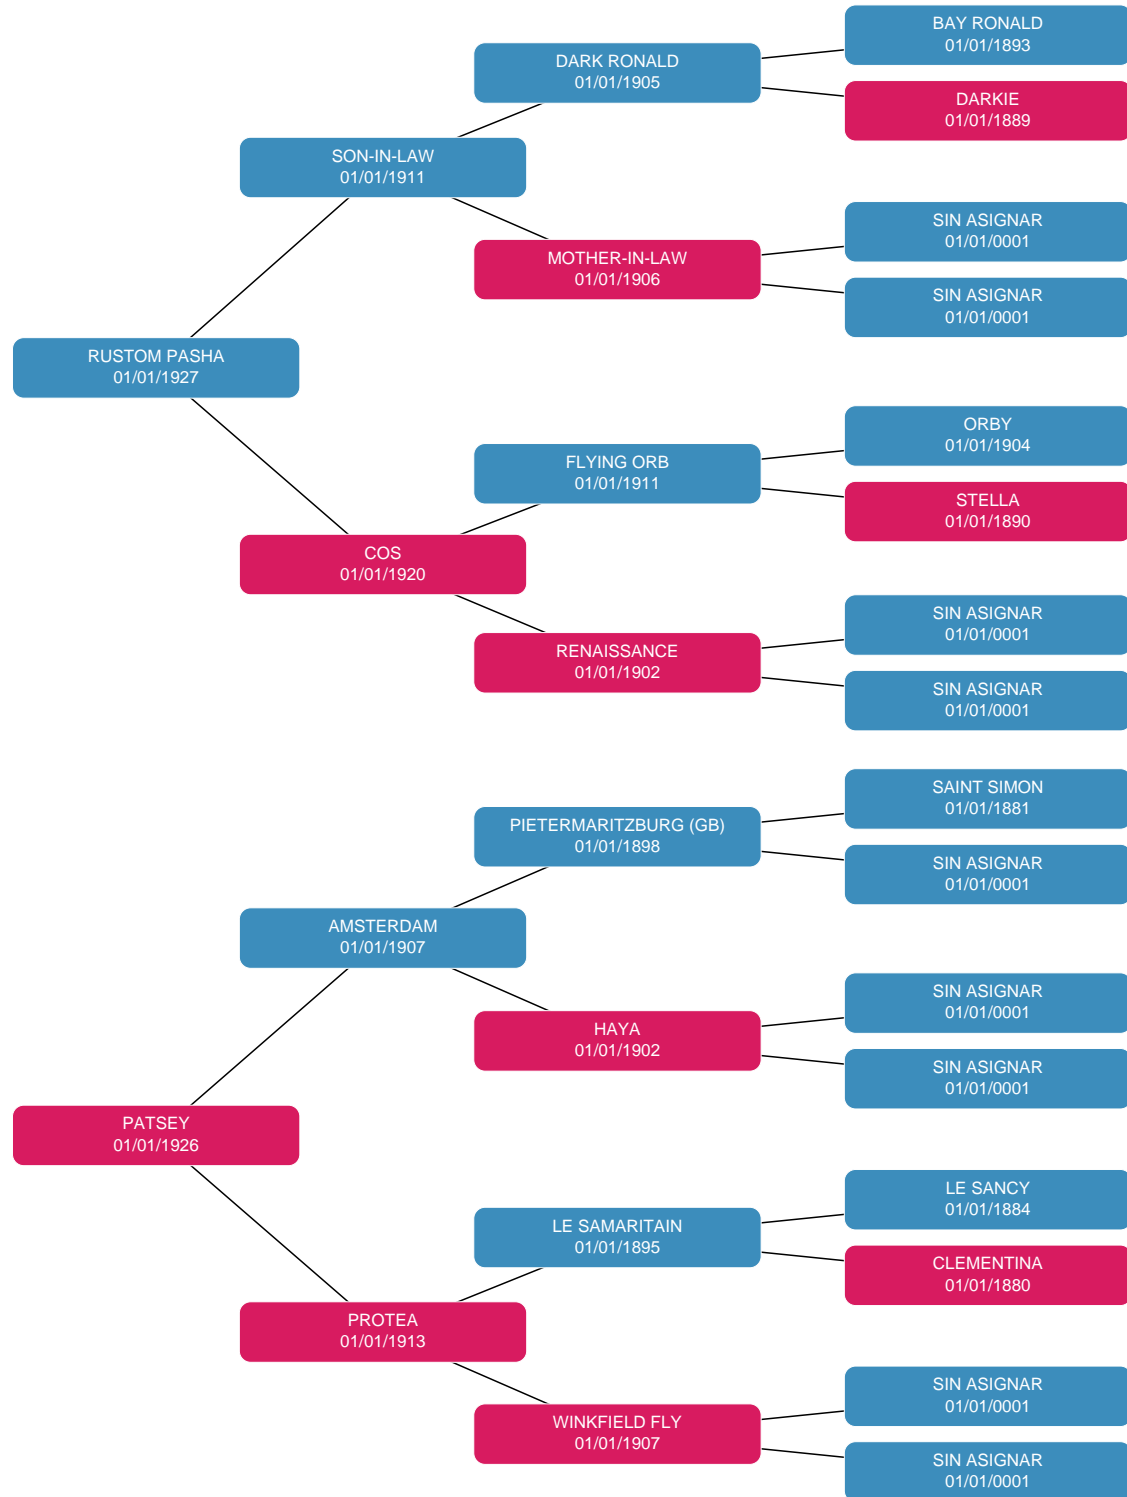 BAY RONALD
01/01/1893
DARK RONALD
01/01/1905
DARKIE
01/01/1889
SON-IN-LAW
01/01/1911
SIN ASIGNAR
01/01/0001
MOTHER-IN-LAW
01/01/1906
SIN ASIGNAR
01/01/0001
RUSTOM PASHA
01/01/1927
ORBY
01/01/1904
FLYING ORB
01/01/1911
STELLA
01/01/1890
COS
01/01/1920
SIN ASIGNAR
01/01/0001
RENAISSANCE
01/01/1902
SIN ASIGNAR
01/01/0001
SAINT SIMON
01/01/1881
PIETERMARITZBURG (GB)
01/01/1898
SIN ASIGNAR
01/01/0001
AMSTERDAM
01/01/1907
SIN ASIGNAR
01/01/0001
HAYA
01/01/1902
SIN ASIGNAR
01/01/0001
PATSEY
01/01/1926
LE SANCY
01/01/1884
LE SAMARITAIN
01/01/1895
CLEMENTINA
01/01/1880
PROTEA
01/01/1913
SIN ASIGNAR
01/01/0001
WINKFIELD FLY
01/01/1907
SIN ASIGNAR
01/01/0001